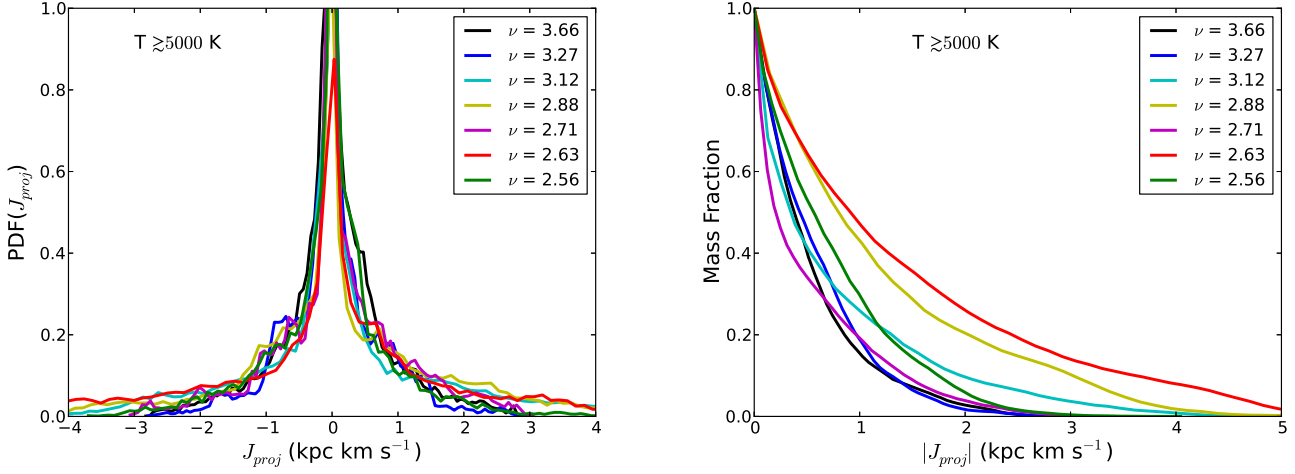 T ≳5000 K
ν = 3.66
ν = 3.27
ν = 3.12
ν = 2.88
ν = 2.71
ν = 2.63
ν = 2.56
PDF(J_proj)
1.0
0.8
0.6
0.4
0.2
0.0
−4 −3 −2 −1 0 1 2 3 4
J_proj (kpc km s⁻¹)
T ≳5000 K
ν = 3.66
ν = 3.27
ν = 3.12
ν = 2.88
ν = 2.71
ν = 2.63
ν = 2.56
Mass Fraction
1.0
0.8
0.6
0.4
0.2
0.0
0 1 2 3 4 5
|J_proj| (kpc km s⁻¹)